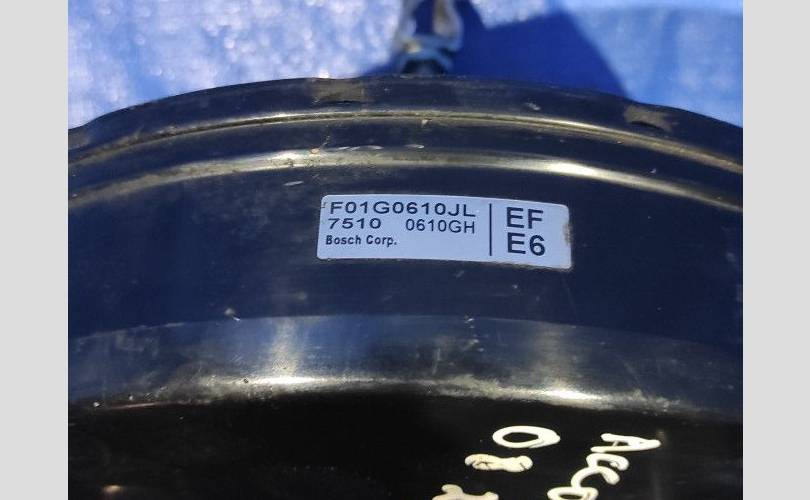 F01G0610JL
7510 0610GH
Bosch Corp.
EF
E6